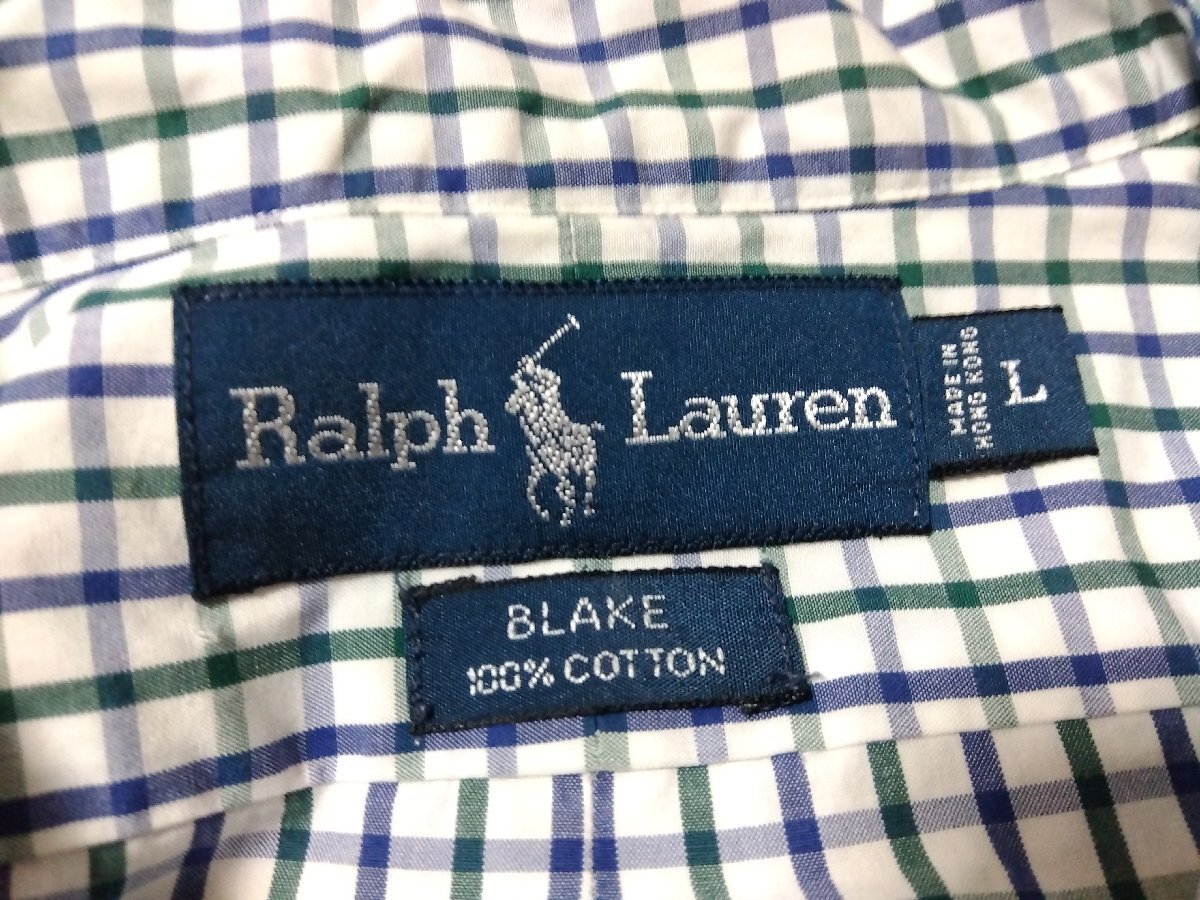 Ralph Lauren
MADE IN
HONG KONG
L
BLAKE
100% COTTON